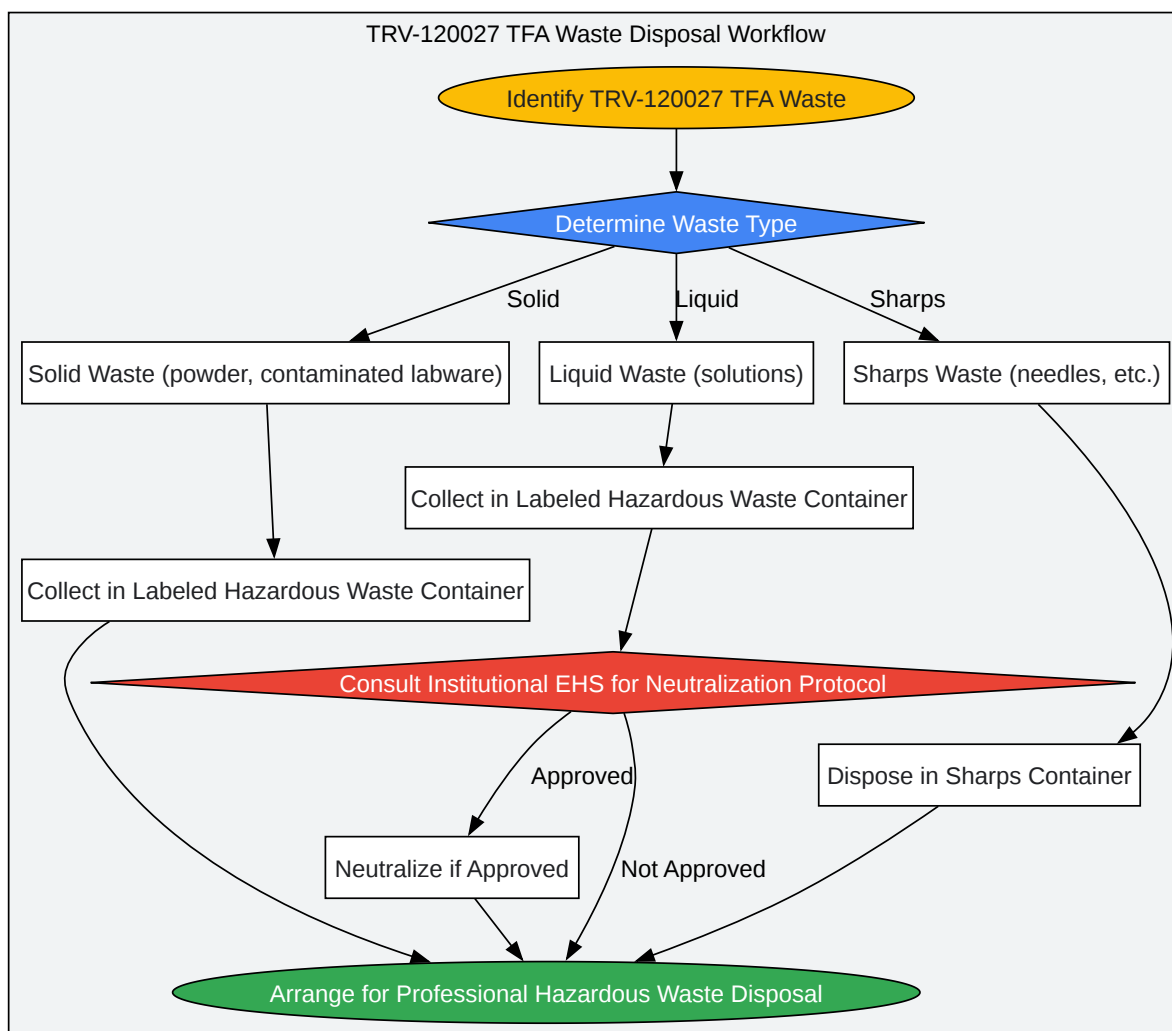 TRV-120027 TFA Waste Disposal Workflow
Identify TRV-120027 TFA Waste
Determine Waste Type
Solid
Liquid
Sharps
Solid Waste (powder, contaminated labware)
Liquid Waste (solutions)
Sharps Waste (needles, etc.)
Collect in Labeled Hazardous Waste Container
Collect in Labeled Hazardous Waste Container
Consult Institutional EHS for Neutralization Protocol
Approved
Dispose in Sharps Container
Neutralize if Approved
Not Approved
Arrange for Professional Hazardous Waste Disposal